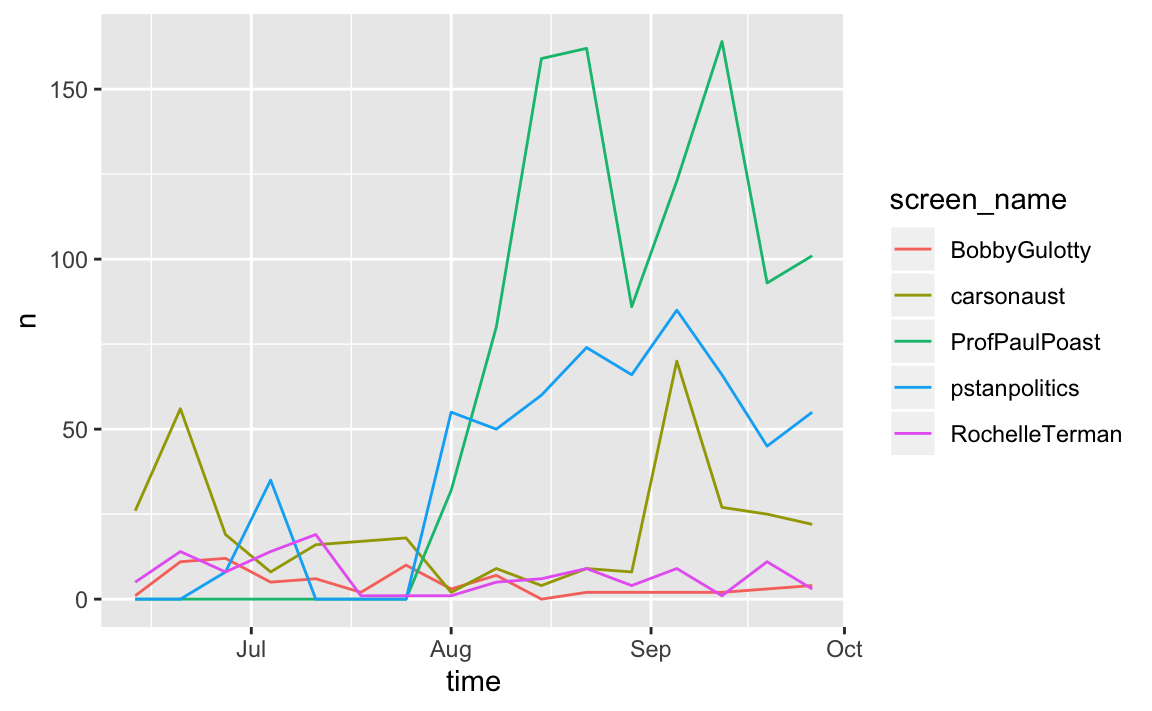 150
100
50
0
n
Jul
Aug
Sep
Oct
time
screen_name
BobbyGulotty
carsonaust
ProfPaulPoast
pstanpolitics
RochelleTerman